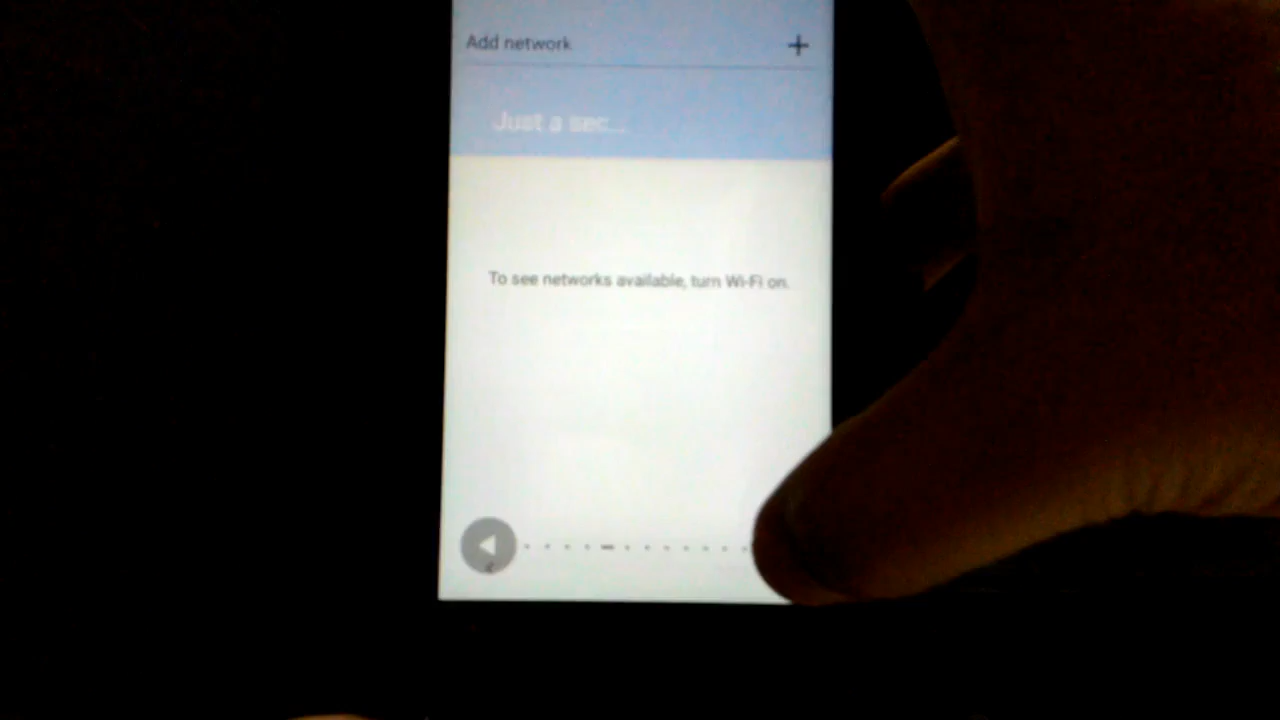 Add network
Just a sec...
To see networks available, turn Wi-Fi on.